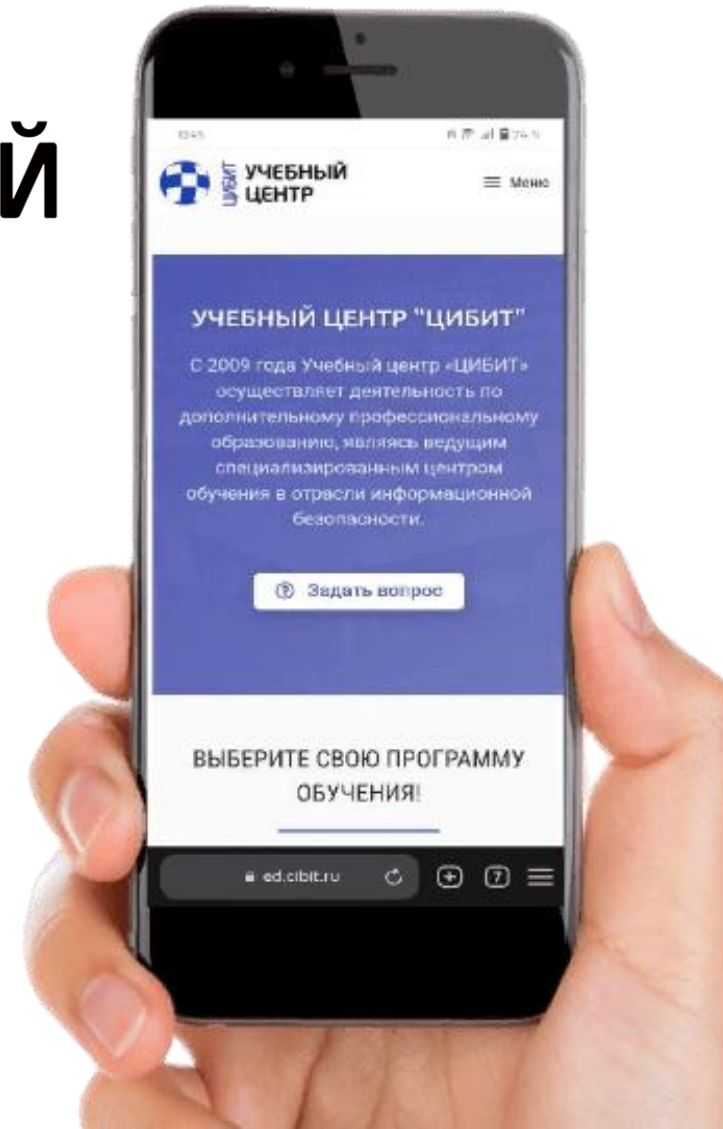 й
ЦИБИТ
УЧЕБНЫЙ
ЦЕНТР
Меню
УЧЕБНЫЙ ЦЕНТР "ЦИБИТ"
С 2009 года Учебный центр «ЦИБИТ»
осуществляет деятельность по
дополнительному профессиональному
образованию, являясь ведущим
специализированным центром
обучения в отрасли информационной
безопасности.
Задать вопрос
ВЫБЕРИТЕ СВОЮ ПРОГРАММУ
ОБУЧЕНИЯ!
ed.cibit.ru
7